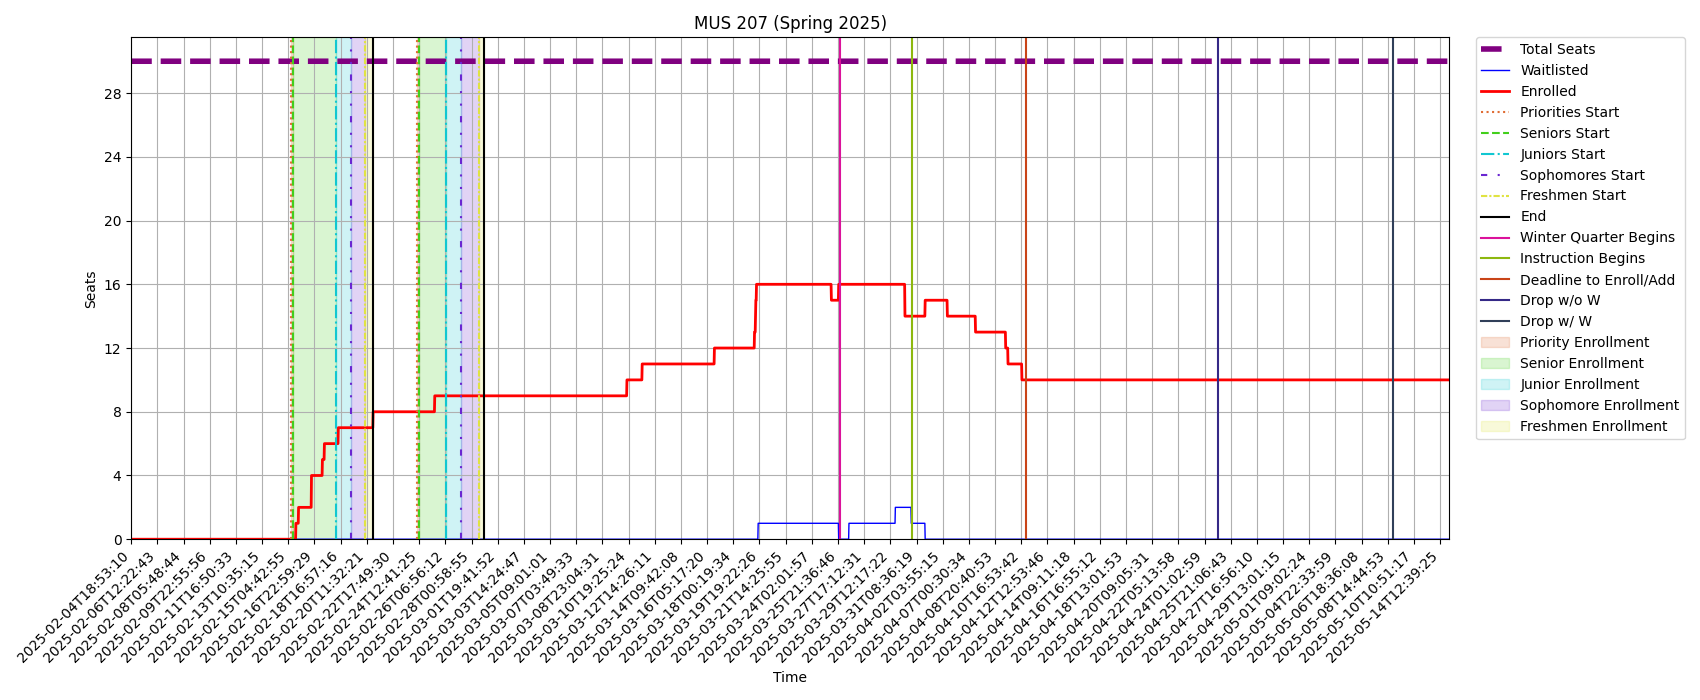 MUS 207 (Spring 2025)
Seats
28
24
20
16
12
8
4
0
Total Seats
Waitlisted
Enrolled
Priorities Start
Seniors Start
Juniors Start
Sophomores Start
Freshmen Start
End
Winter Quarter Begins
Instruction Begins
Deadline to Enroll/Add
Drop w/o W
Drop w/ W
Priority Enrollment
Senior Enrollment
Junior Enrollment
Sophomore Enrollment
Freshmen Enrollment
2025-02-04T18:53:10
2025-02-06T12:22:43
2025-02-08T05:48:44
2025-02-09T22:55:56
2025-02-11T16:50:33
2025-02-13T10:35:15
2025-02-15T04:42:55
2025-02-16T22:59:29
2025-02-18T16:57:16
2025-02-20T11:32:21
2025-02-22T17:49:30
2025-02-24T12:41:25
2025-02-26T06:56:12
2025-02-28T00:58:55
2025-03-01T19:41:52
2025-03-03T14:24:47
2025-03-05T09:01:01
2025-03-07T03:49:33
2025-03-08T23:04:31
2025-03-10T19:25:24
2025-03-12T14:26:11
2025-03-14T09:42:08
2025-03-16T05:17:20
2025-03-18T00:19:34
2025-03-19T19:22:26
2025-03-21T14:25:55
2025-03-24T02:01:57
2025-03-25T21:36:46
2025-03-27T17:12:31
2025-03-29T12:17:22
2025-03-31T08:36:19
2025-04-02T03:55:15
2025-04-07T00:30:34
2025-04-08T20:40:53
2025-04-10T16:53:42
2025-04-12T12:53:46
2025-04-14T09:11:18
2025-04-16T16:55:12
2025-04-18T13:01:53
2025-04-20T09:05:31
2025-04-22T05:13:58
2025-04-24T01:02:59
2025-04-25T21:06:43
2025-04-27T16:56:10
2025-04-29T13:01:15
2025-05-01T09:02:24
2025-05-04T22:33:59
2025-05-06T18:36:08
2025-05-08T14:44:53
2025-05-10T10:51:17
2025-05-14T12:39:25
Time